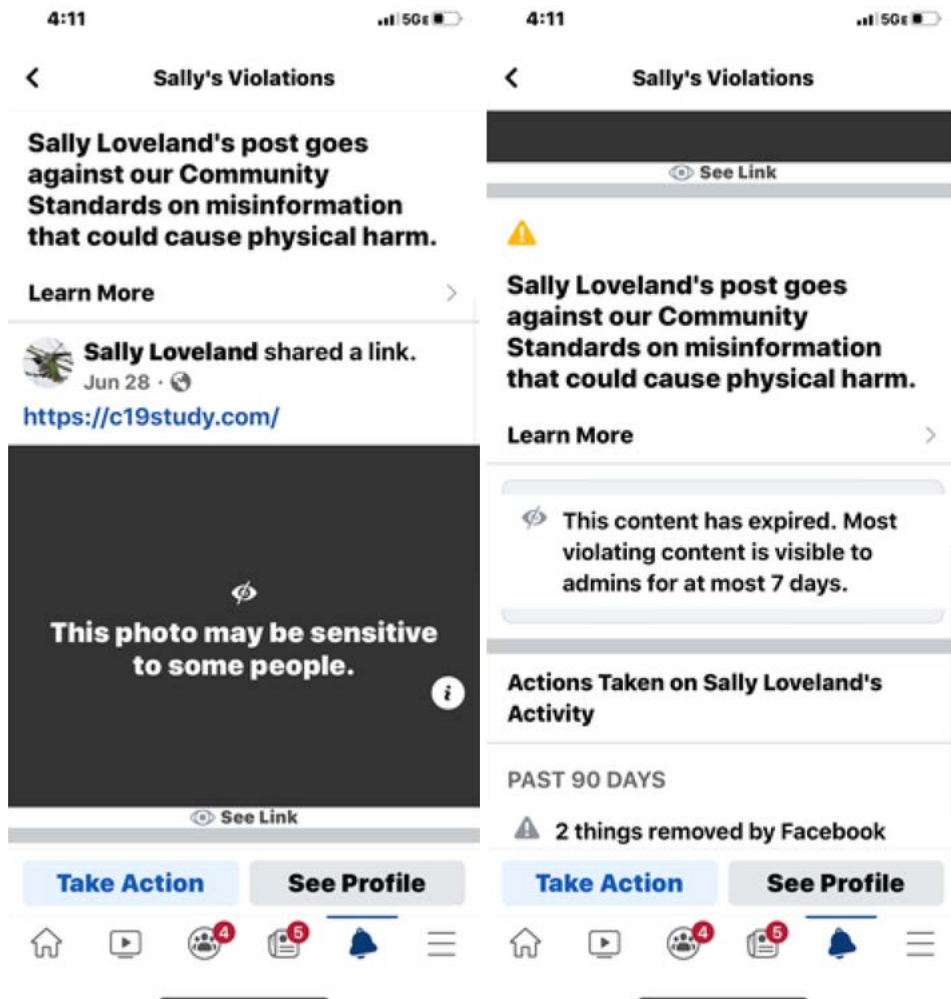 4:11
5GE
Sally's Violations
Sally Loveland's post goes
against our Community
Standards on misinformation
that could cause physical harm.
Learn More
Sally Loveland shared a link.
Jun 28 ·
https://c19study.com/
This photo may be sensitive
to some people.
i
See Link
Take Action
See Profile
4
5
4:11
5GE
Sally's Violations
See Link
Sally Loveland's post goes
against our Community
Standards on misinformation
that could cause physical harm.
Learn More
This content has expired. Most
violating content is visible to
admins for at most 7 days.
Actions Taken on Sally Loveland's
Activity
PAST 90 DAYS
2 things removed by Facebook
Take Action
See Profile
4
5